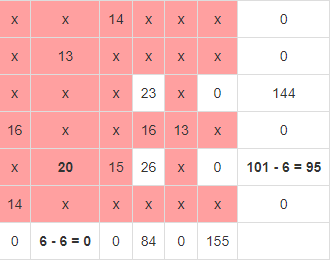 x x 14 x x x 0
x 13 x x x x 0
x x x 23 x 0 144
16 x x 16 13 x 0
x 20 15 26 x 0 101 - 6 = 95
14 x x x x x 0
0 6 - 6 = 0 0 84 0 155